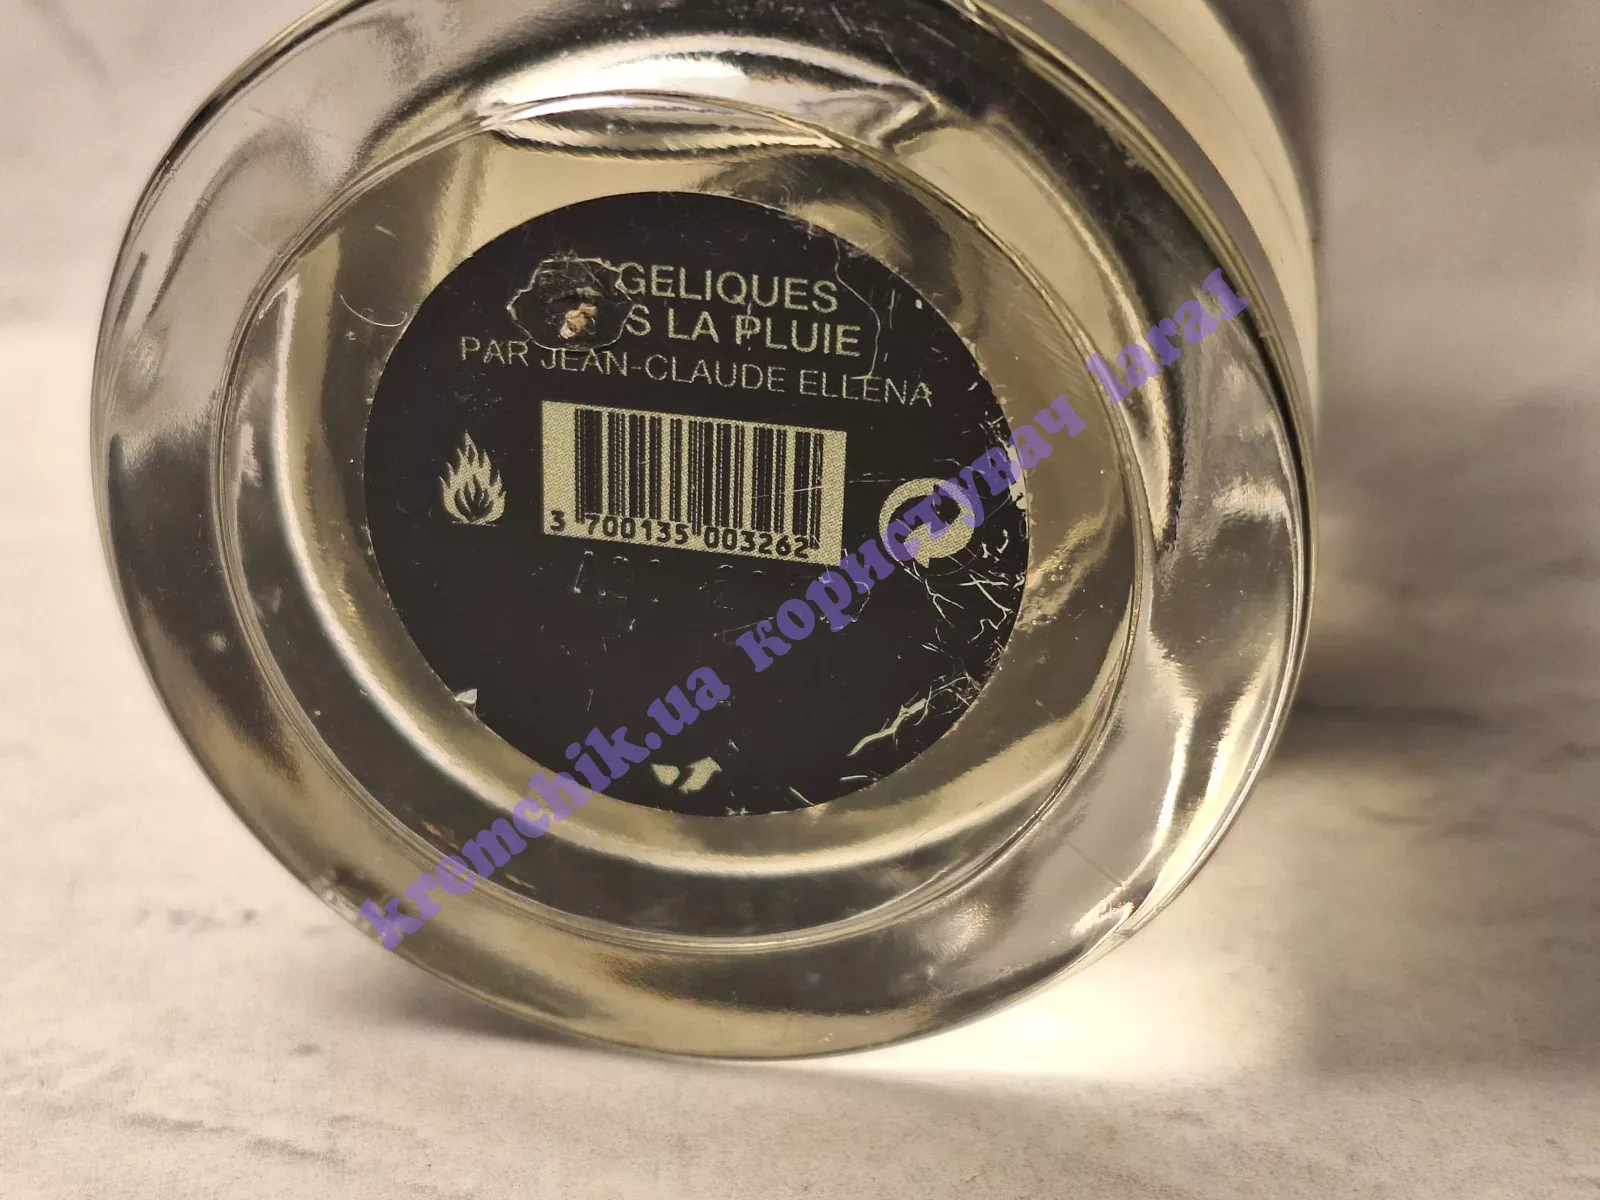 GELIQUES
S LA PLUIE
PAR JEAN-CLAUDE ELLENA
3 700135 003262
kremchik.ua користувач lara1